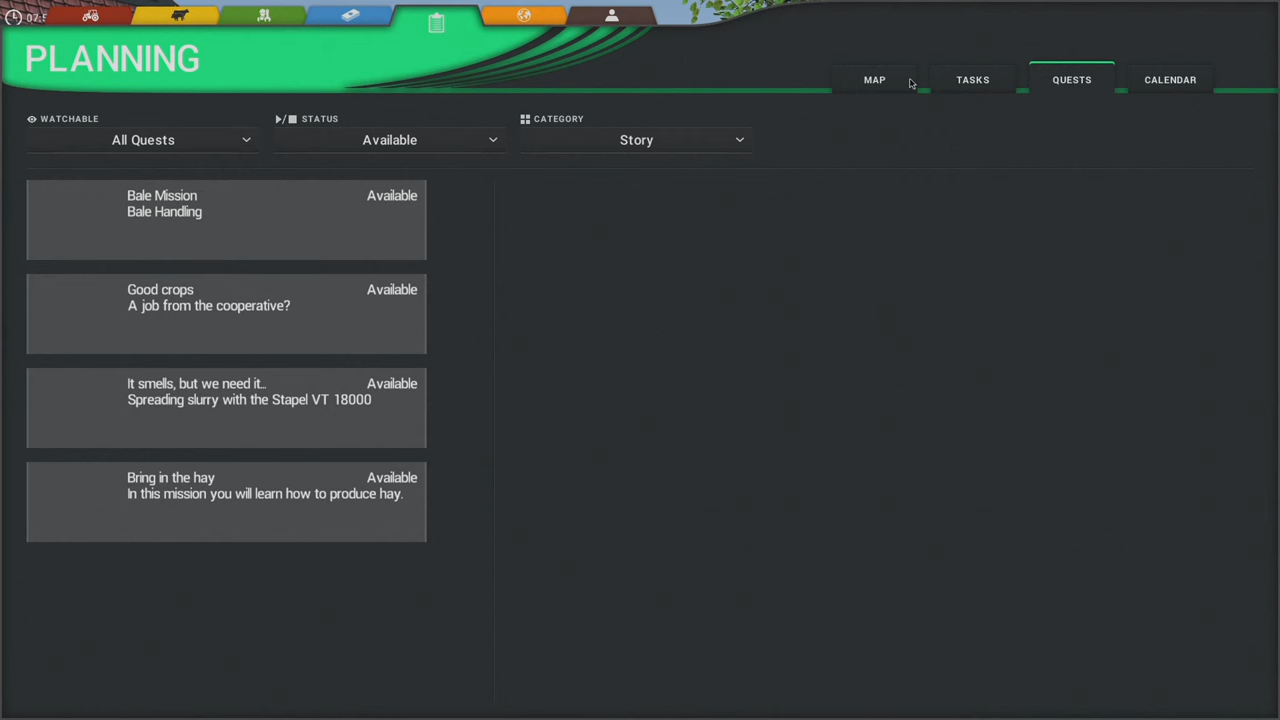 07:5
PLANNING
MAP
TASKS
QUESTS
CALENDAR
WATCHABLE
STATUS
CATEGORY
All Quests
Available
Story
Bale Mission
Available
Bale Handling
Good crops
Available
A job from the cooperative?
It smells, but we need it...
Available
Spreading slurry with the Stapel VT 18000
Bring in the hay
Available
In this mission you will learn how to produce hay.